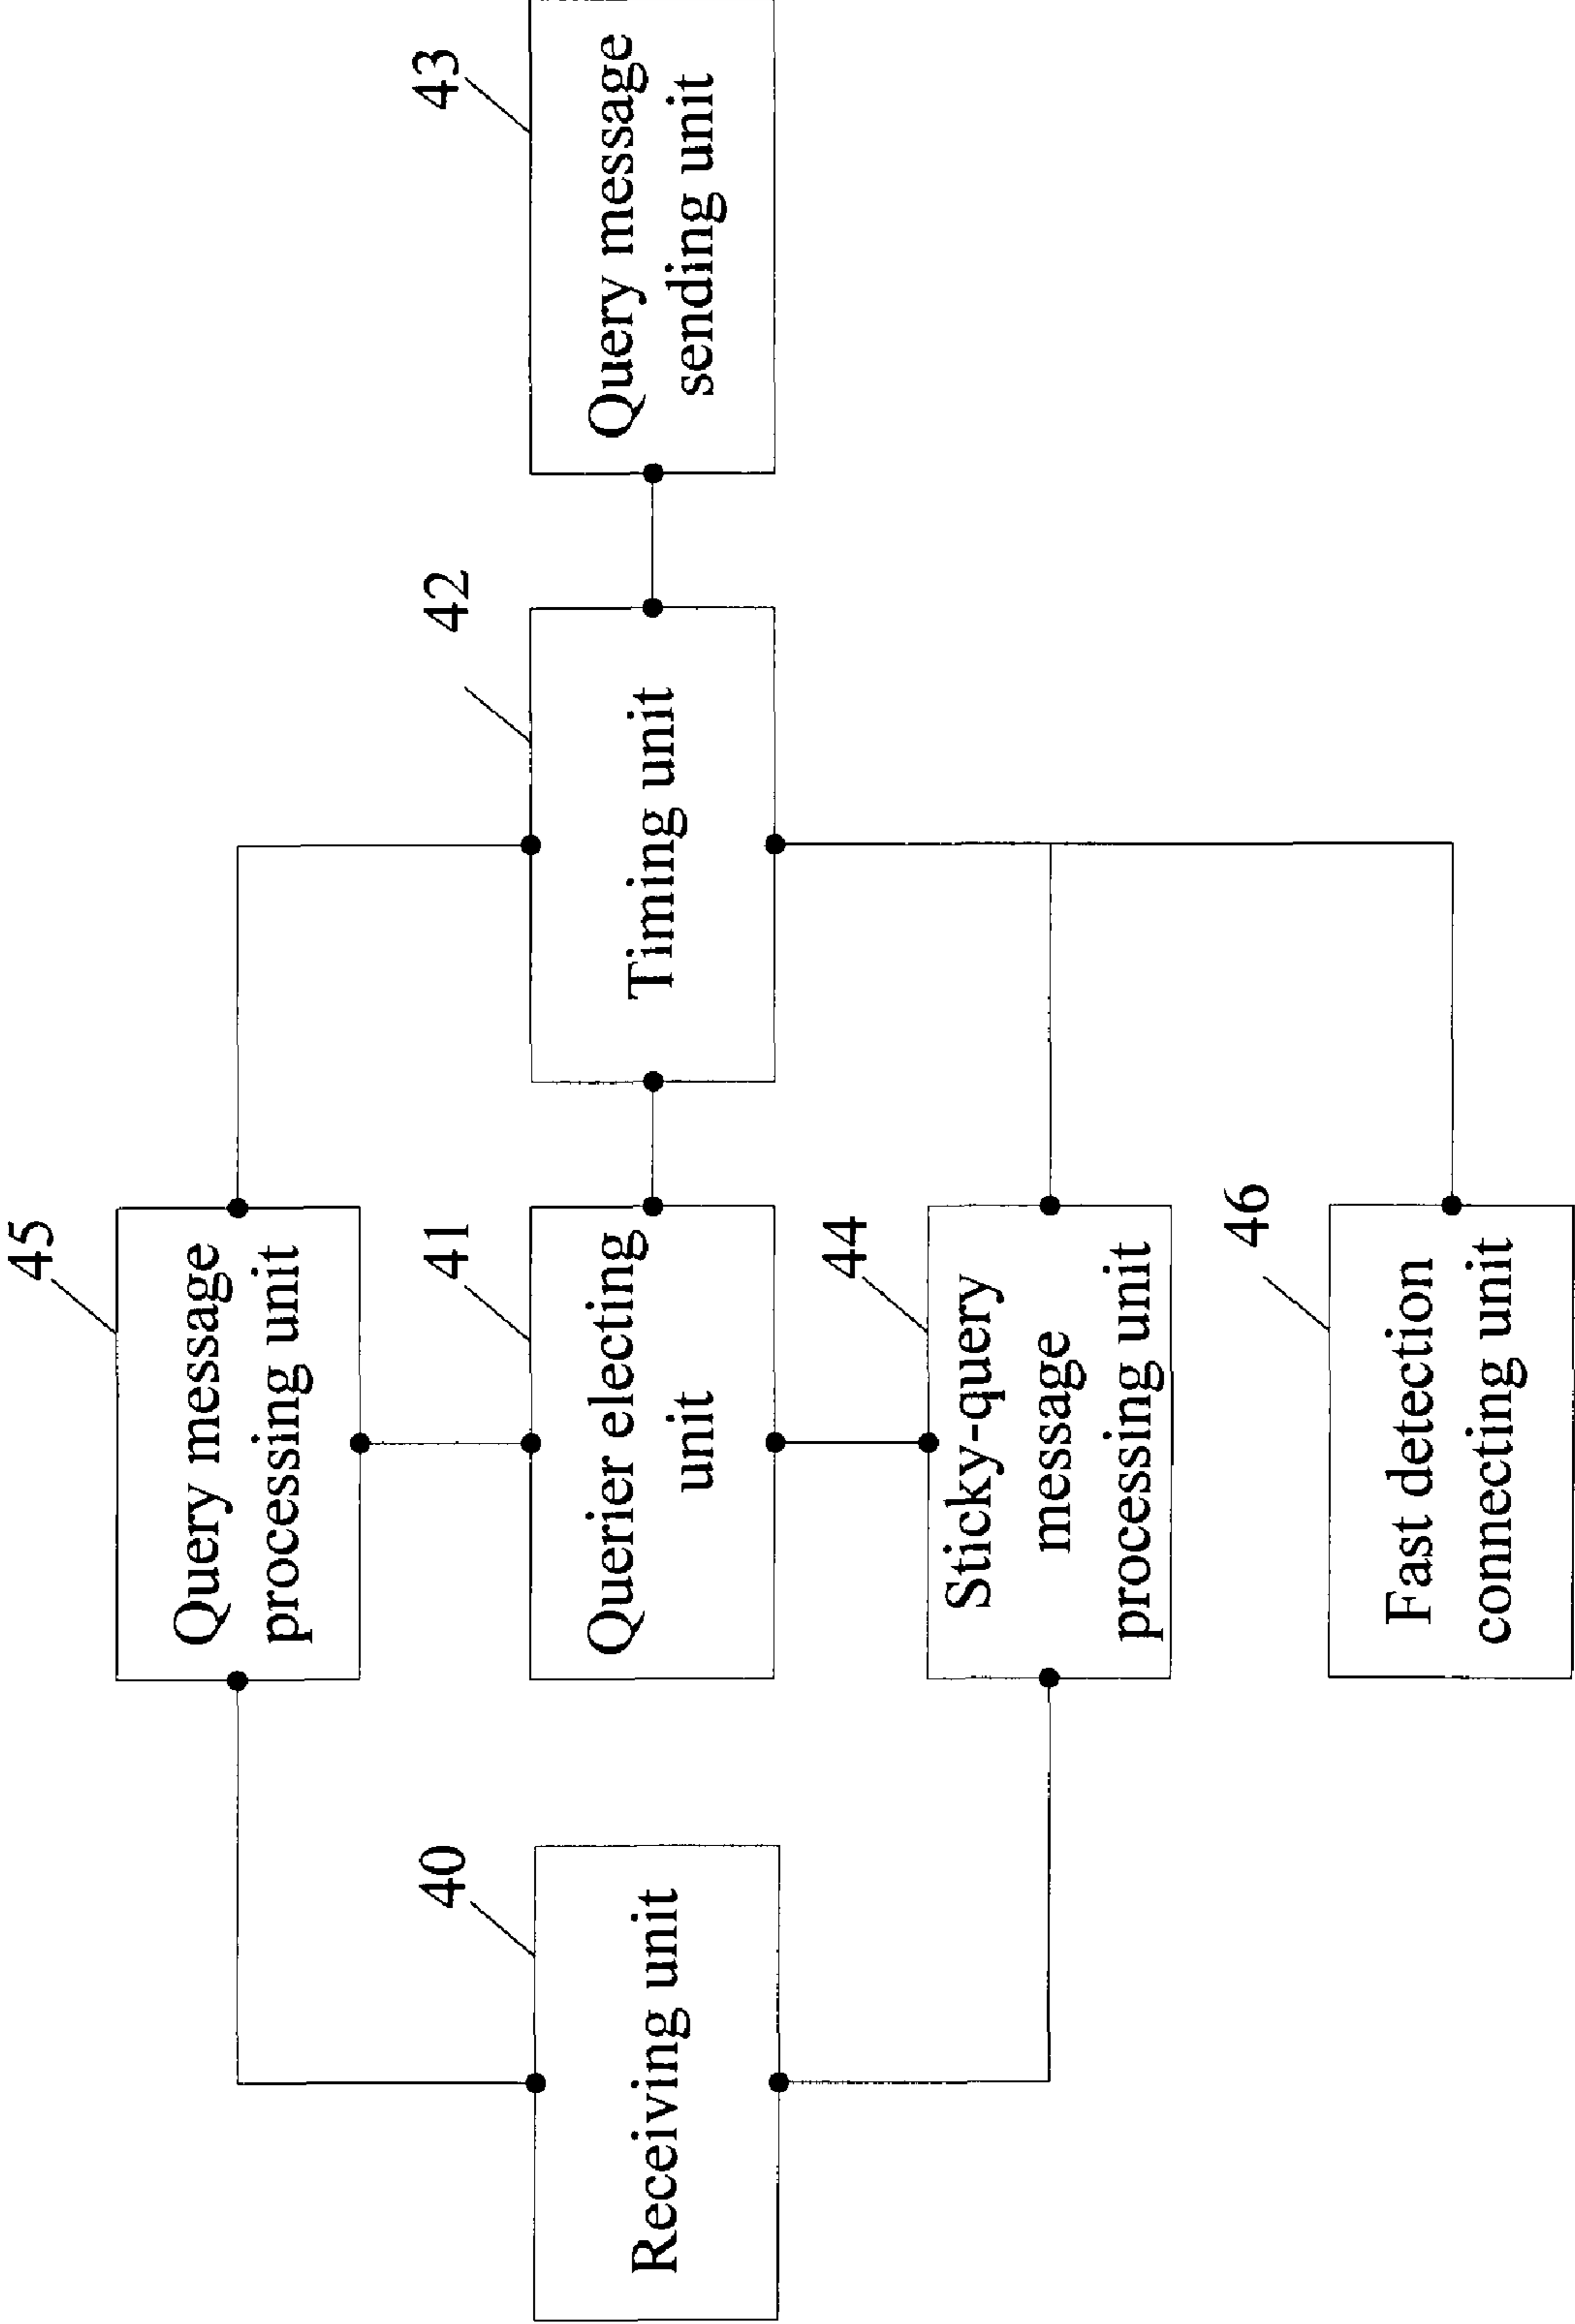 45
Query message
processing unit
40
Receiving unit
41
Querier electing
unit
42
Timing unit
43
Query message
sending unit
44
Sticky-query
message
processing unit
46
Fast detection
connecting unit